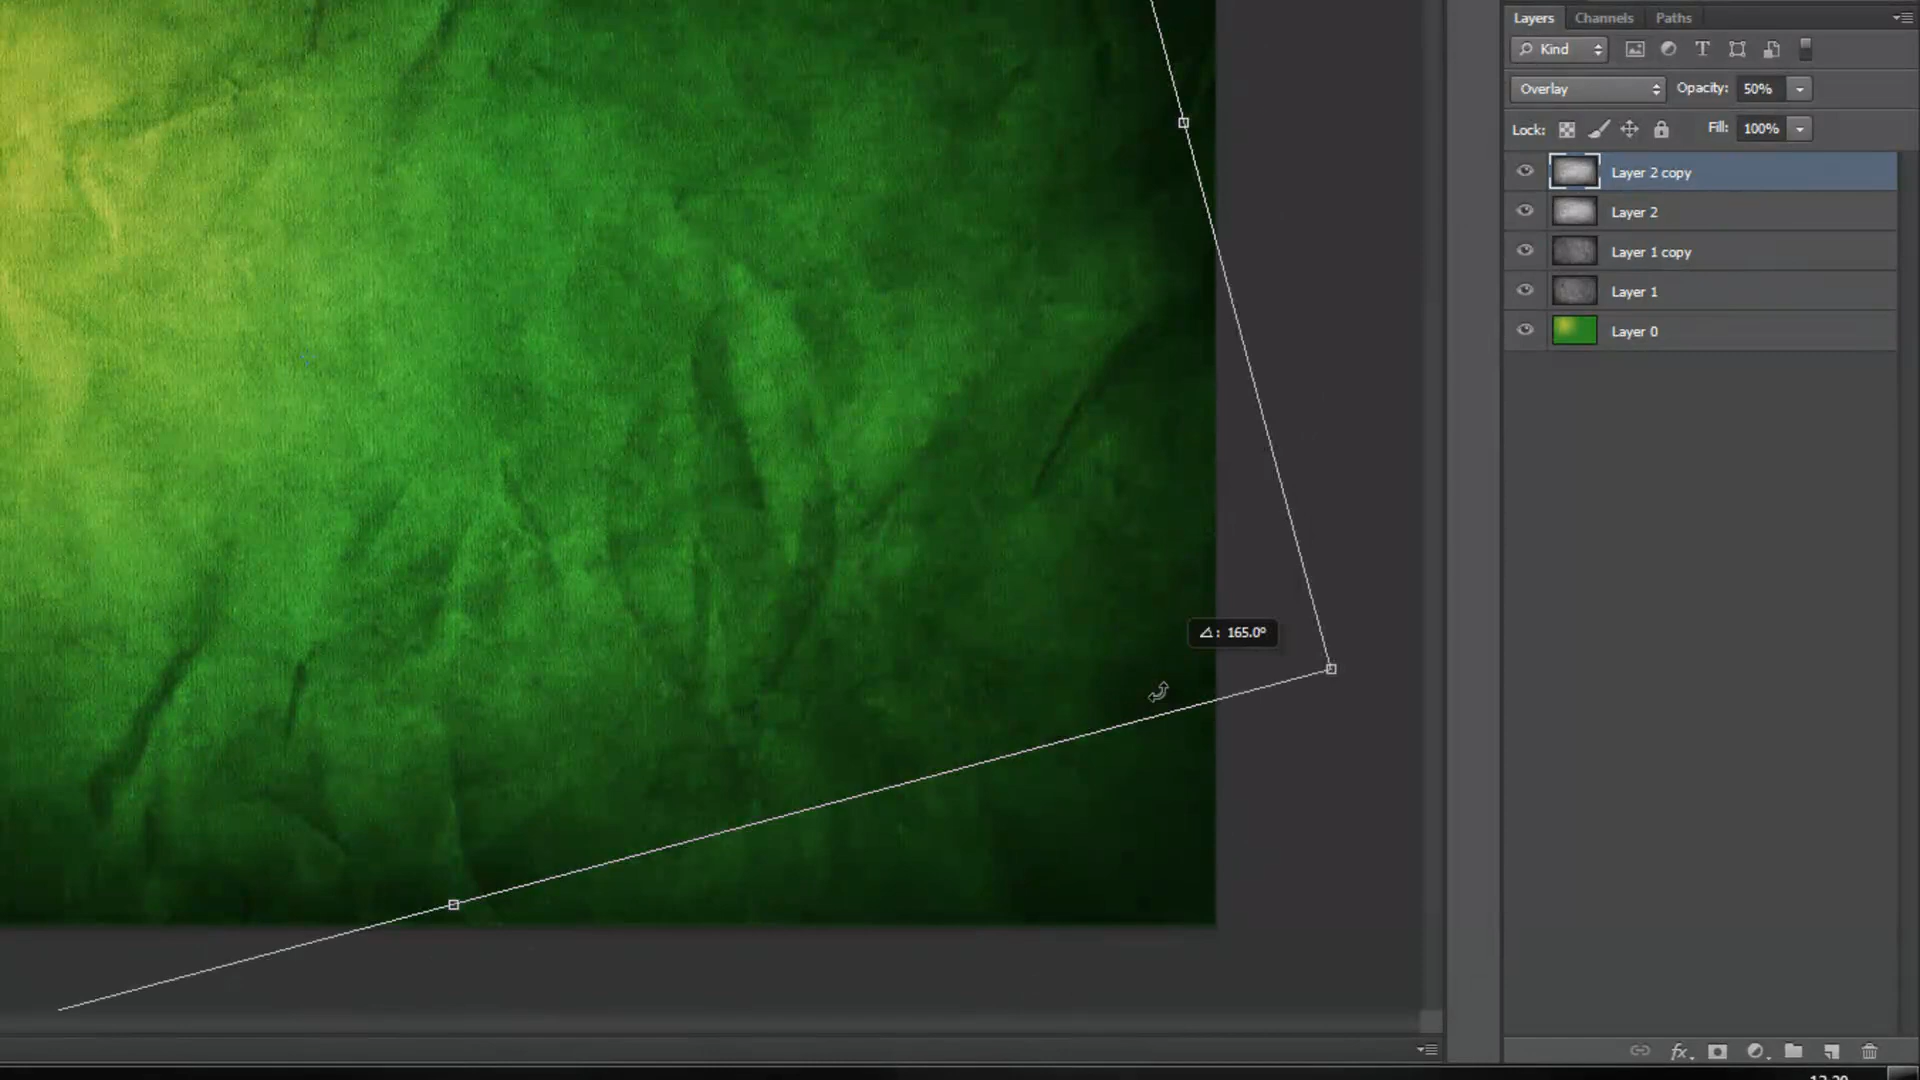 Layers Channels Paths
Kind
Overlay Opacity: 50%
Lock: Fill: 100%
Layer 2 copy
Layer 2
Layer 1 copy
Layer 1
Layer 0
⊿: 165.0°
fx